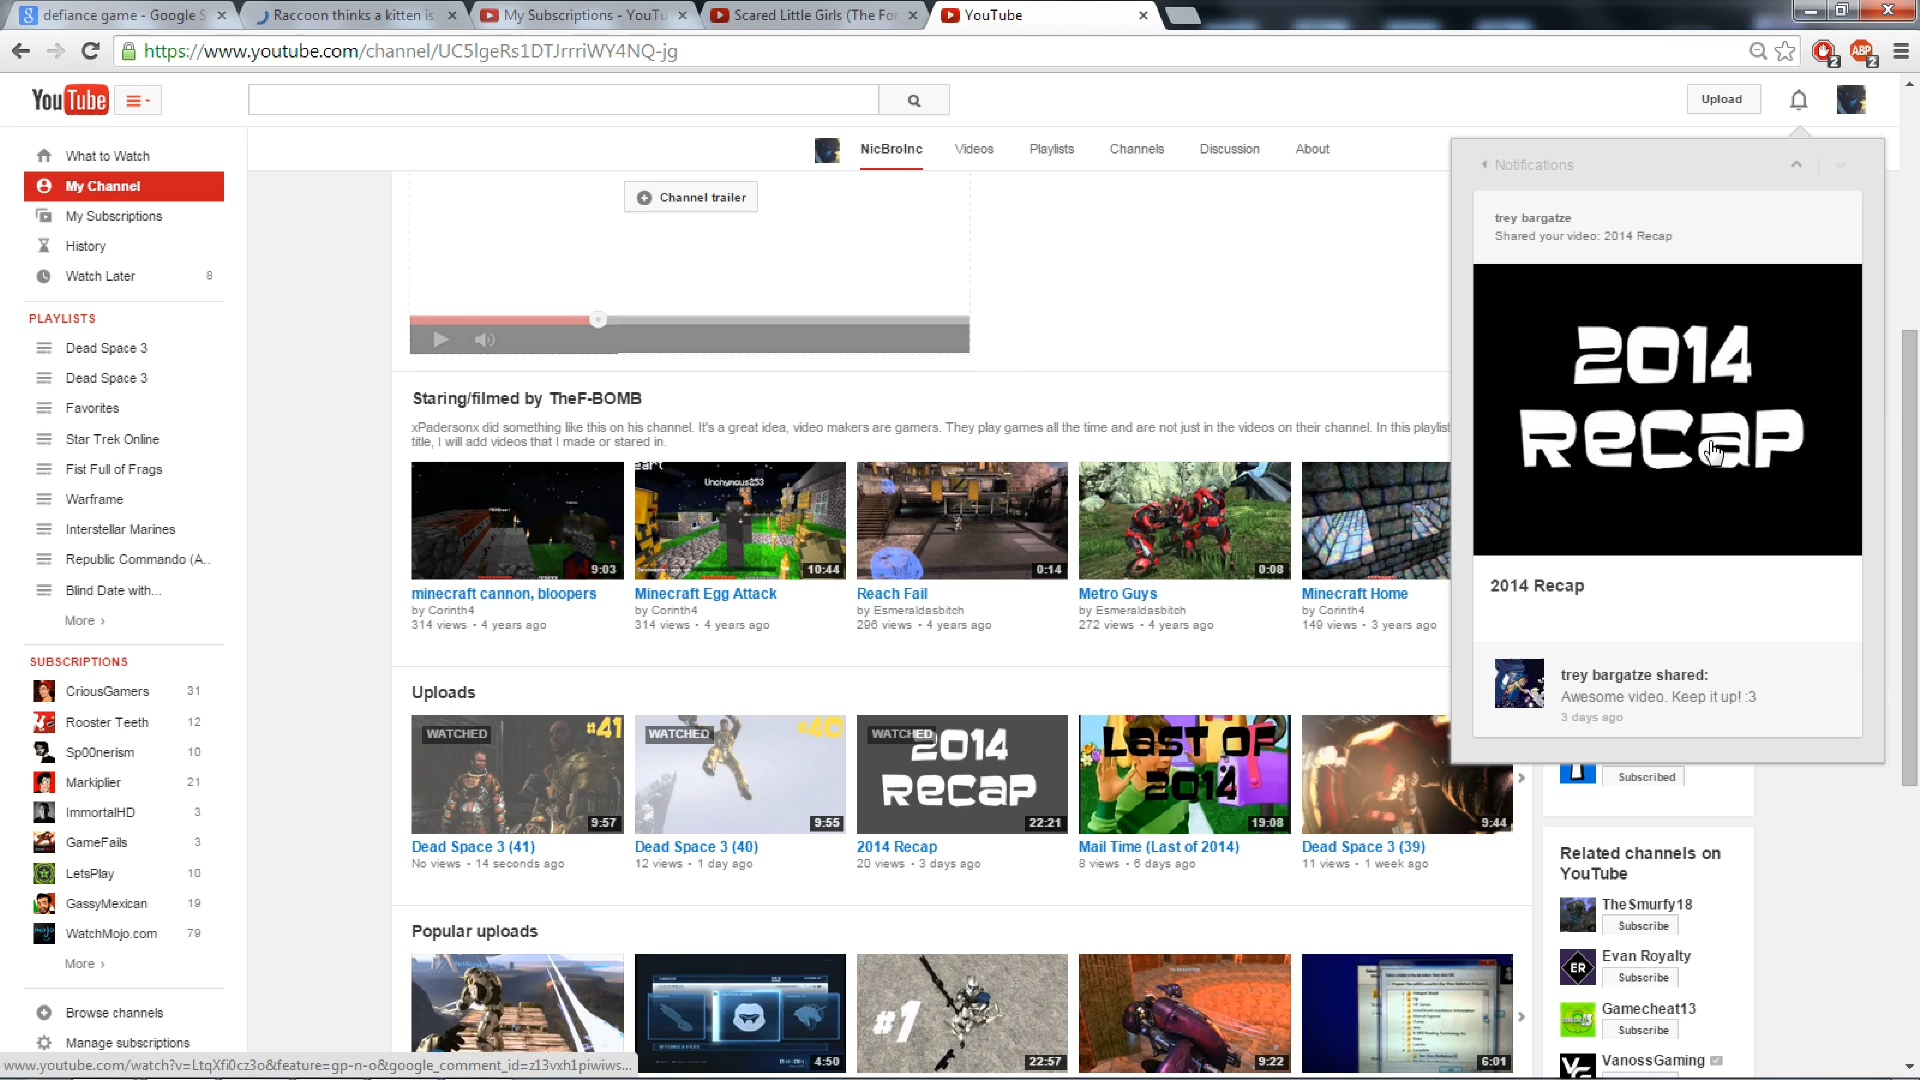 defiance game - Google S
Raccoon thinks a kitten is
My Subscriptions - YouTu
Scared Little Girls (The For
YouTube
https://www.youtube.com/channel/UC5lgeRs1DTJrrriWY4NQ-jg
2
ABP
2
YouTube
Upload
What to Watch
My Channel
My Subscriptions
History
Watch Later 8
PLAYLISTS
Dead Space 3
Dead Space 3
Favorites
Star Trek Online
Fist Full of Frags
Warframe
Interstellar Marines
Republic Commando (A..
Blind Date with...
More ›
SUBSCRIPTIONS
CriousGamers 31
Rooster Teeth 12
Sp00nerism 10
Markiplier 21
ImmortalHD 3
GameFails 3
LetsPlay 10
GassyMexican 19
WatchMojo.com 79
More ›
Browse channels
Manage subscriptions
NicBroInc Videos Playlists Channels Discussion About
Channel trailer
Staring/filmed by TheF-BOMB
xPadersonx did something like this on his channel. It's a great idea, video makers are gamers. They play games all the time and are not just in the videos on their channel. In this playlist
title, I will add videos that I made or stared in.
9:03
minecraft cannon, bloopers
by Corinth4
314 views • 4 years ago
Unchymous253
10:44
Minecraft Egg Attack
by Corinth4
314 views • 4 years ago
0:14
Reach Fail
by Esmeraldasbitch
296 views • 4 years ago
0:08
Metro Guys
by Esmeraldasbitch
272 views • 4 years ago
Minecraft Home
by Corinth4
149 views • 3 years ago
Uploads
WATCHED
#41
9:57
Dead Space 3 (41)
No views • 14 seconds ago
WATCHED
#40
9:55
Dead Space 3 (40)
12 views • 1 day ago
WATCHED
2014
RECAP
22:21
2014 Recap
20 views • 3 days ago
LAST OF
2014
19:08
Mail Time (Last of 2014)
8 views • 6 days ago
9:44
Dead Space 3 (39)
11 views • 1 week ago
Popular uploads
4:50
#1
22:57
9:22
6:01
Notifications
trey bargatze
Shared your video: 2014 Recap
2014
RECAP
2014 Recap
trey bargatze shared:
Awesome video. Keep it up! :3
3 days ago
Subscribed
Related channels on
YouTube
TheSmurfy18
Subscribe
ER
Evan Royalty
Subscribe
Gamecheat13
Subscribe
VanossGaming
www.youtube.com/watch?v=LtqXfi0cz3o&feature=gp-n-o&google_comment_id=z13vxh1piwiws...